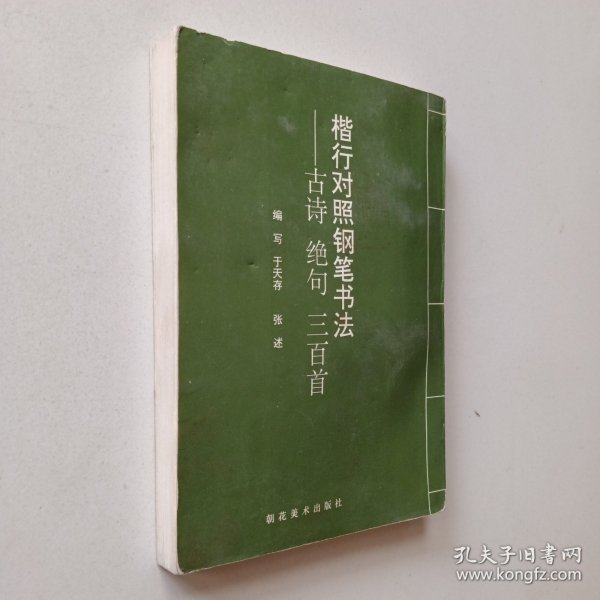 楷行对照钢笔书法
——古诗 绝句 三百首
编写 于天存 张述
朝花美术出版社
孔夫子旧书网
www.kongfz.com